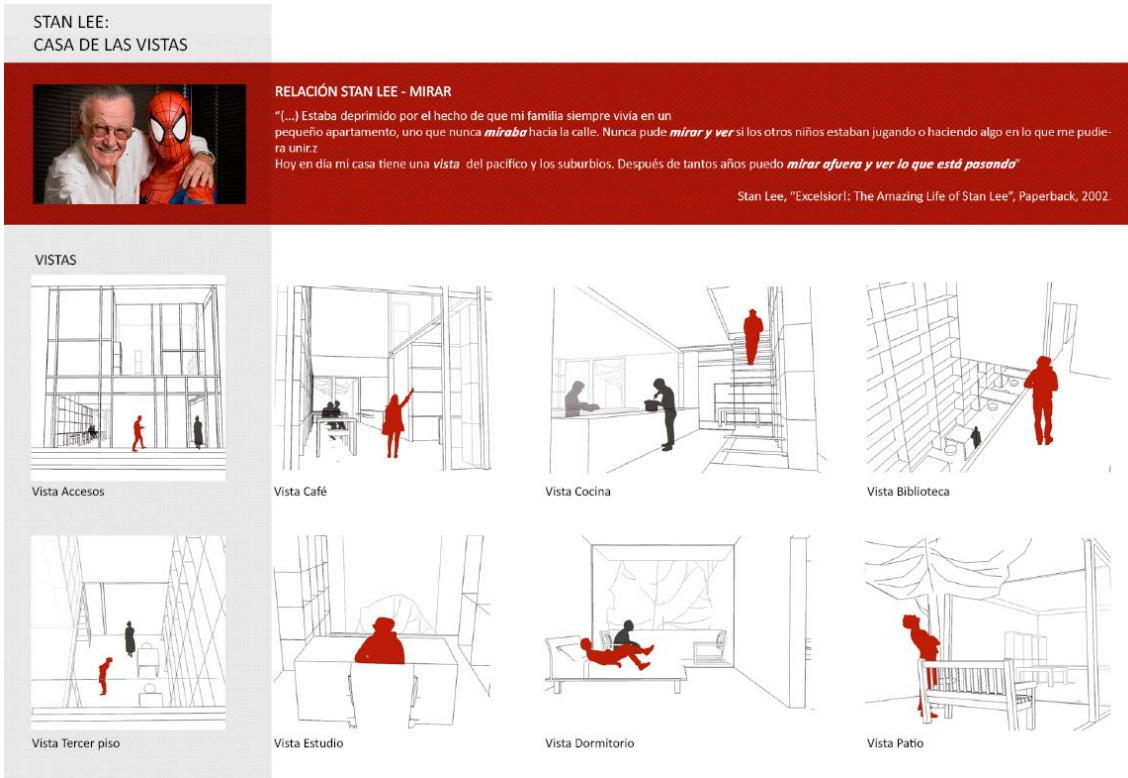 STAN LEE:
CASA DE LAS VISTAS
RELACIÓN STAN LEE - MIRAR
“(...) Estaba deprimido por el hecho de que mi familia siempre vivía en un
pequeño apartamento, uno que nunca miraba hacia la calle. Nunca pude mirar y ver si los otros niños estaban jugando o haciendo algo en lo que me pudie-
ra unir.z
Hoy en día mi casa tiene una vista del pacífico y los suburbios. Después de tantos años puedo mirar afuera y ver lo que está pasando”
Stan Lee, “Excelsior!: The Amazing Life of Stan Lee”, Paperback, 2002.
VISTAS
Vista Accesos
Vista Café
Vista Cocina
Vista Biblioteca
Vista Tercer piso
Vista Estudio
Vista Dormitorio
Vista Patio